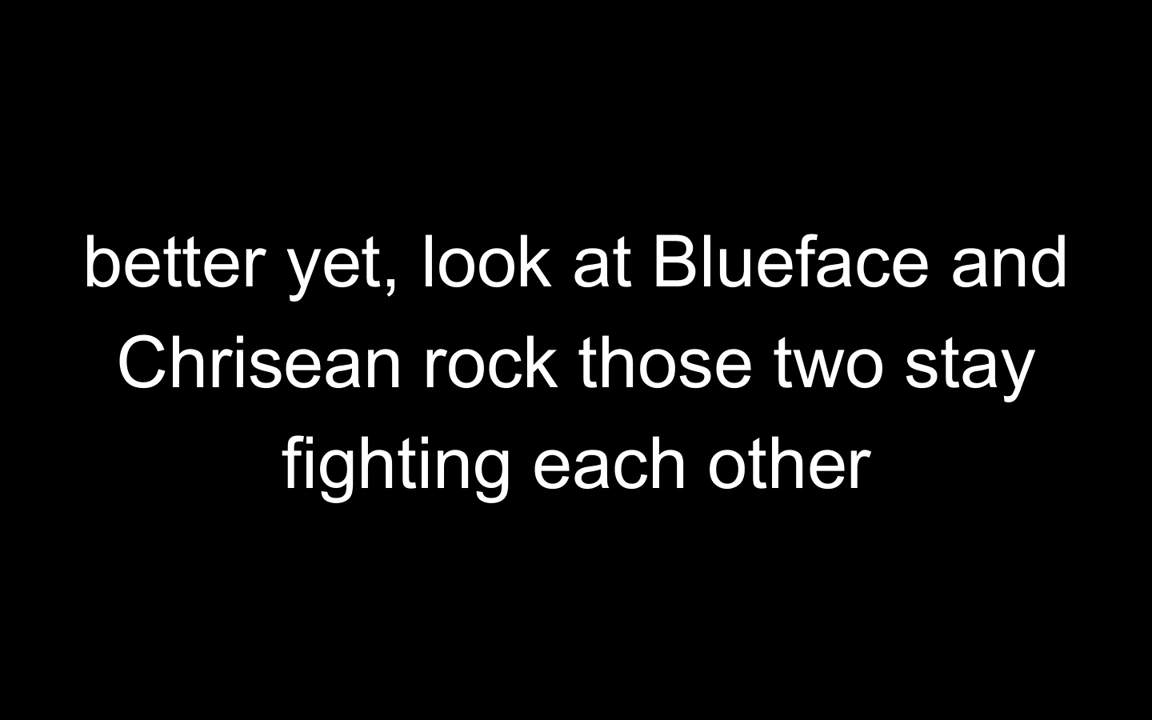 better yet, look at Blueface and
Chrisean rock those two stay
fighting each other